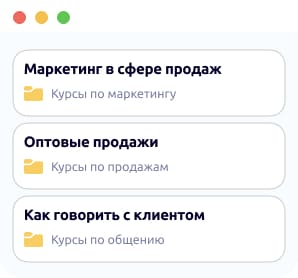 Маркетинг в сфере продаж
Курсы по маркетингу
Оптовые продажи
Курсы по продажам
Как говорить с клиентом
Курсы по общению